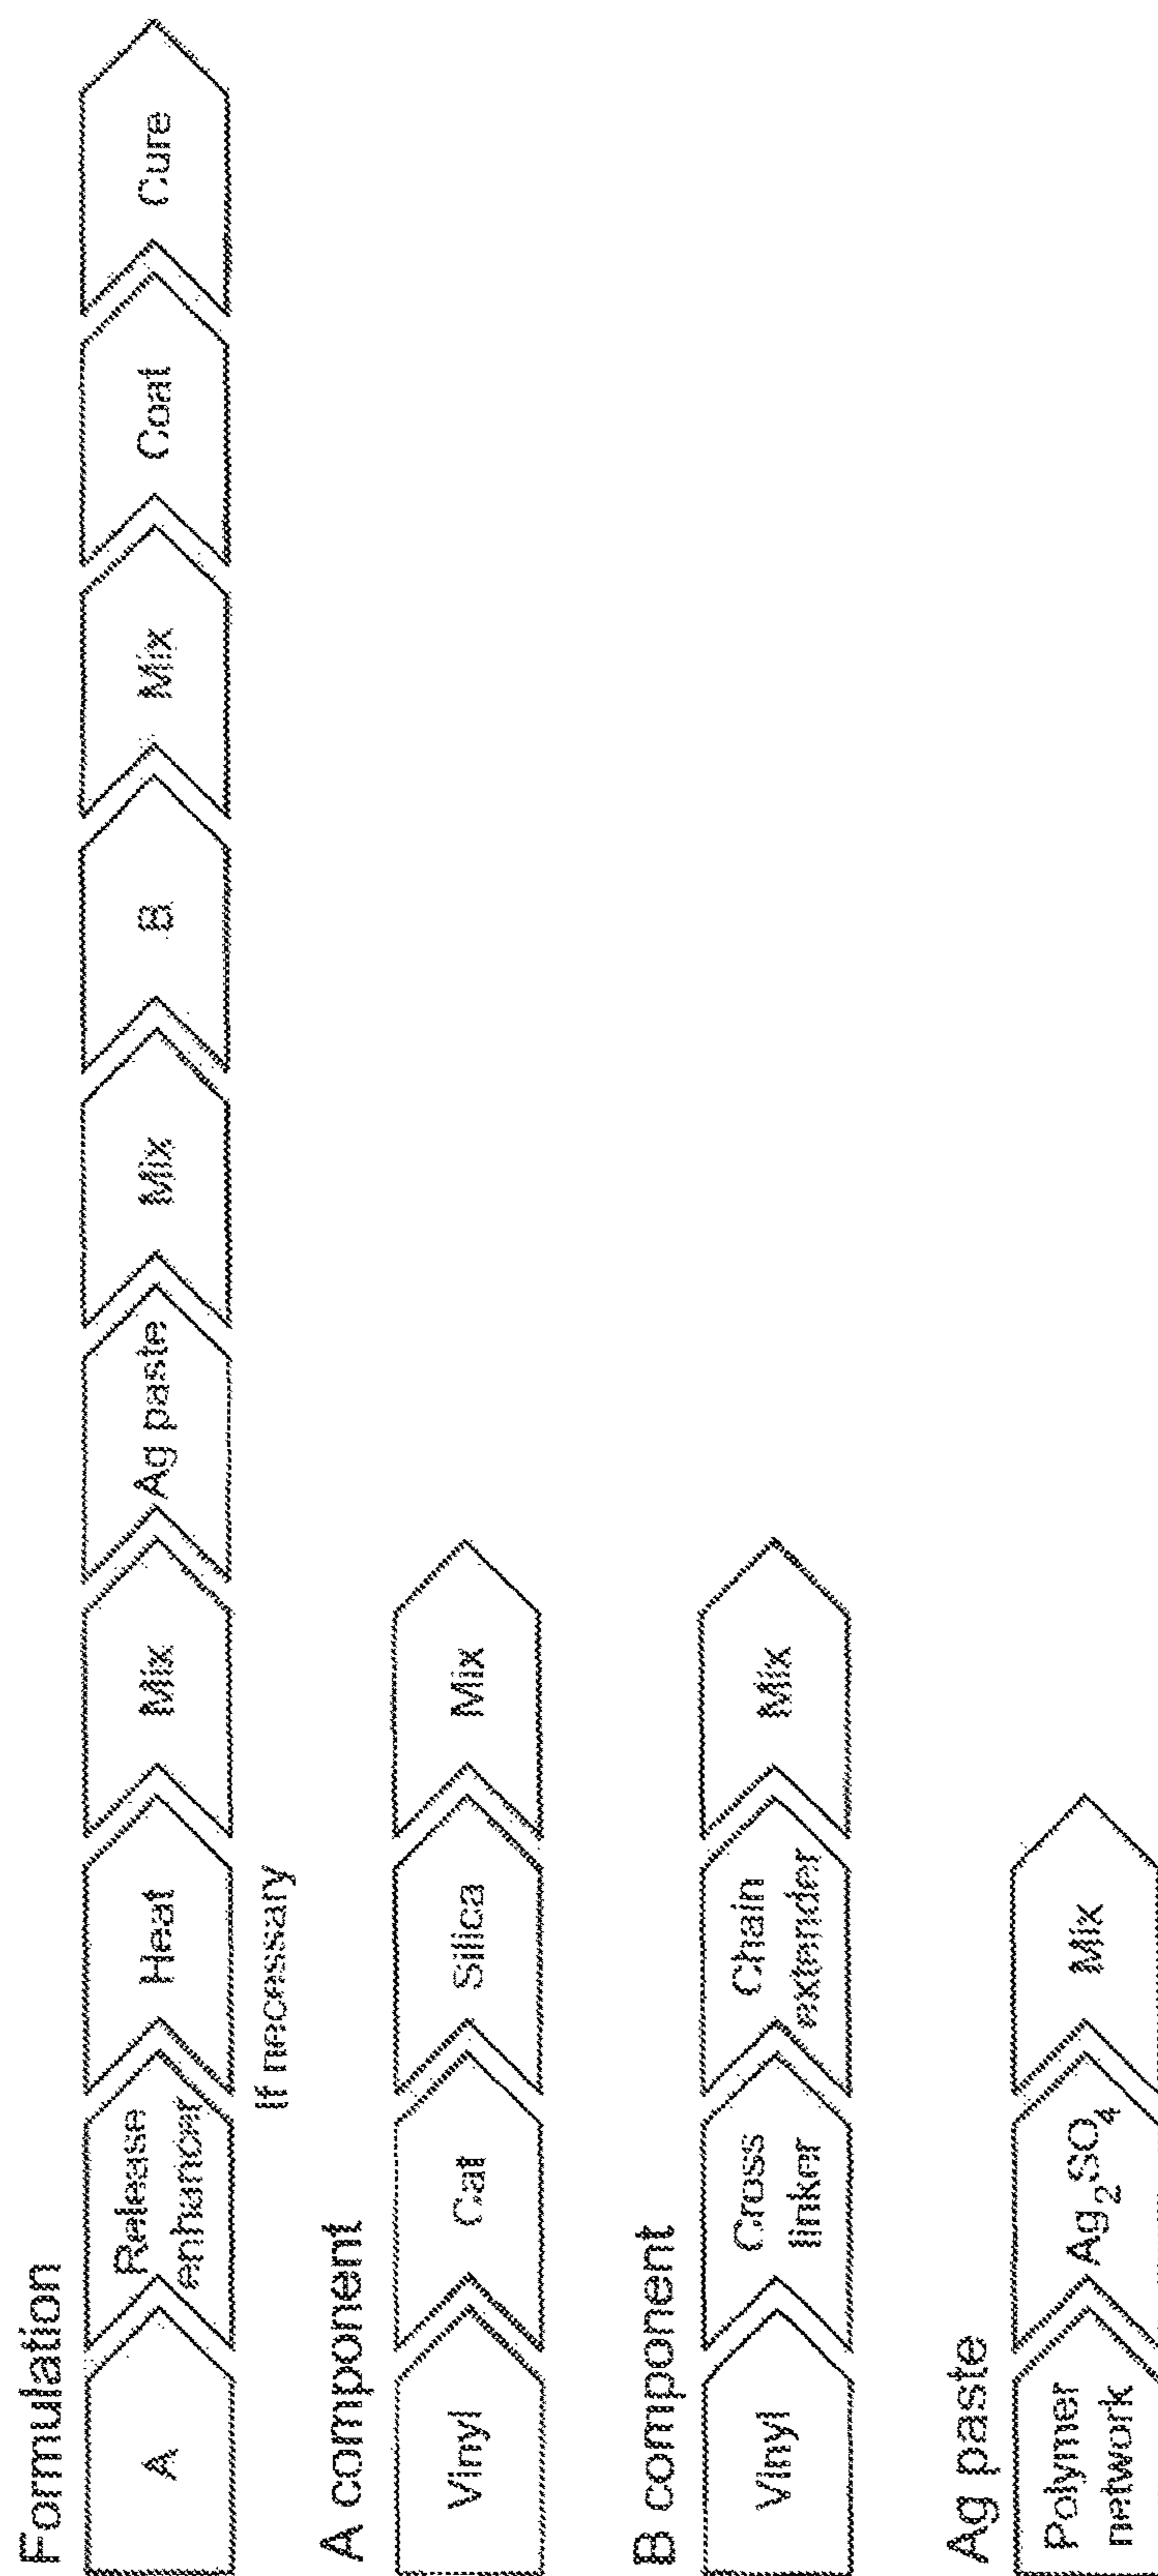 Formulation
A
Release
enhancer
Heat
If necessary
Mix
Ag paste
Mix
B
Mix
Coat
Cure
A component
Vinyl
Cat
Silica
Mix
B component
Vinyl
Cross
linker
Chain
extender
Mix
Ag paste
Polymer
network
Ag₂SO₄
Mix